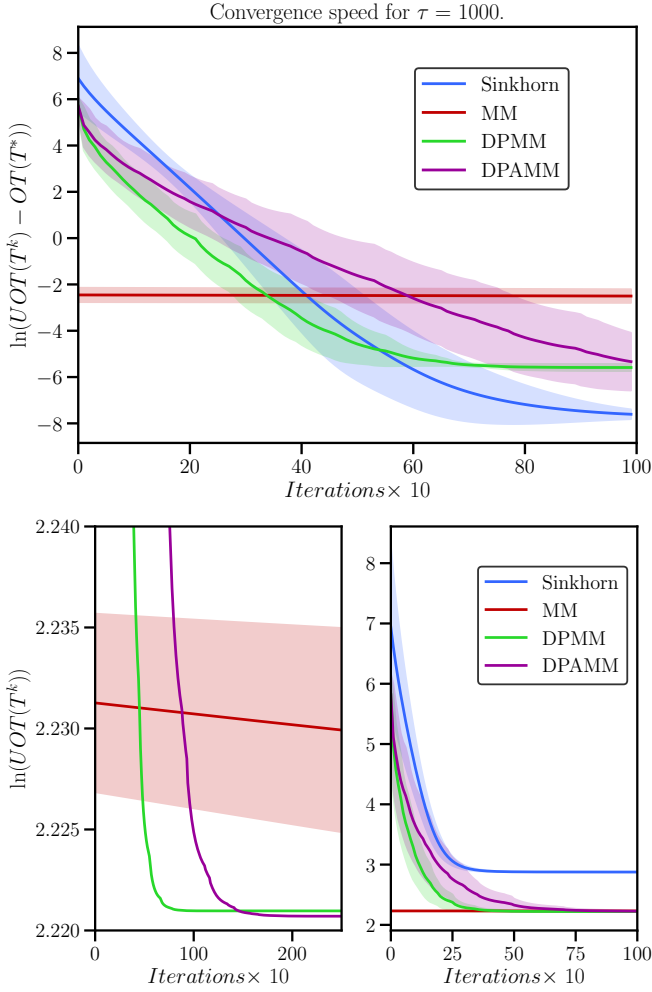 Convergence speed for τ = 1000.
ln(UOT(T^k) − OT(T*))
8
6
4
2
0
−2
−4
−6
−8
Sinkhorn
MM
DPMM
DPAMM
0 20 40 60 80 100
Iterations× 10
ln(UOT(T^k))
2.240
2.235
2.230
2.225
2.220
0 100 200
Iterations× 10
8
7
6
5
4
3
2
Sinkhorn
MM
DPMM
DPAMM
0 25 50 75 100
Iterations× 10